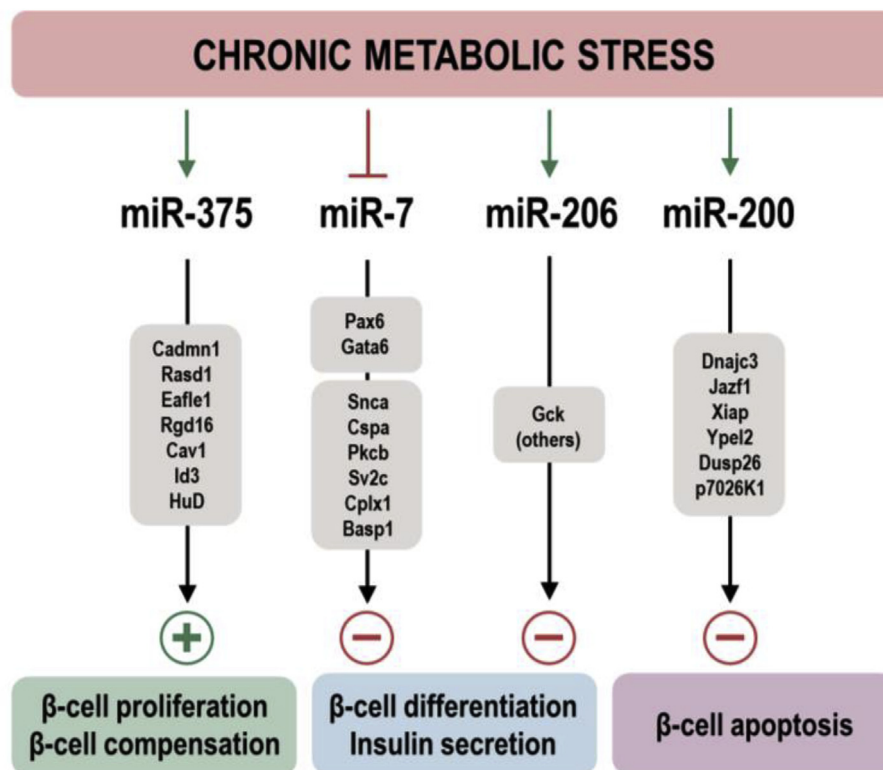 CHRONIC METABOLIC STRESS
miR-375
miR-7
miR-206
miR-200
Cadmn1
Rasd1
Eafle1
Rgd16
Cav1
Id3
HuD
Pax6
Gata6
Snca
Cspa
Pkcb
Sv2c
Cplx1
Basp1
Gck
(others)
Dnajc3
Jazf1
Xiap
Ypel2
Dusp26
p7026K1
+
−
−
−
β-cell proliferation
β-cell compensation
β-cell differentiation
Insulin secretion
β-cell apoptosis